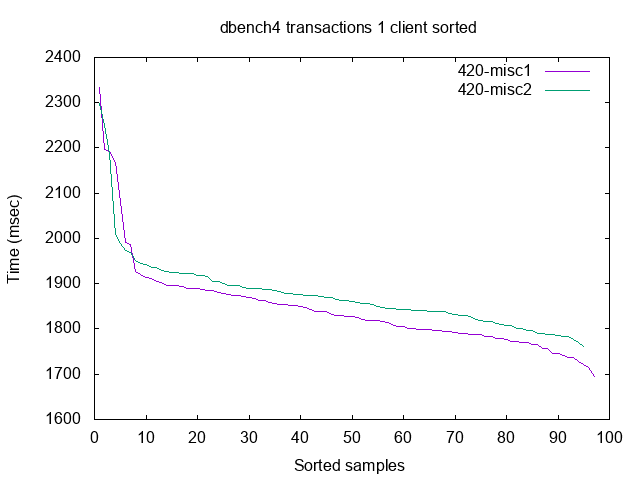 dbench4 transactions 1 client sorted
420-misc1
420-misc2
2400
2300
2200
2100
2000
1900
1800
1700
1600
Time (msec)
0 10 20 30 40 50 60 70 80 90 100
Sorted samples